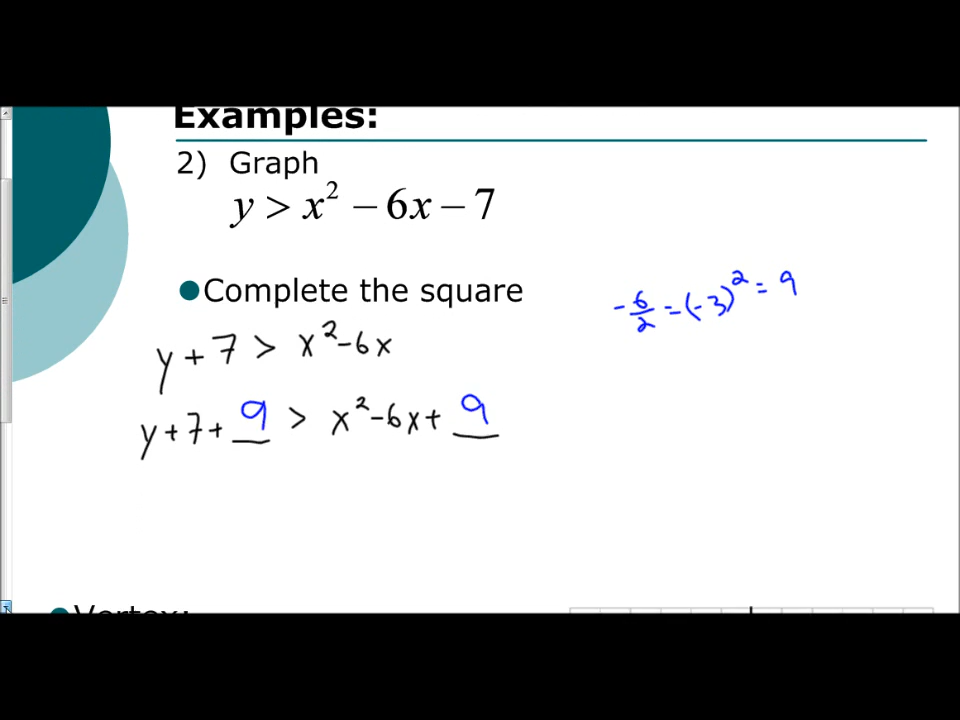 Examples:
2) Graph
y > x² – 6x – 7
Complete the square
-6/2 = (-3)² = 9
y + 7 > x² - 6x
y + 7 + 9 > x² - 6x + 9
Vertex: